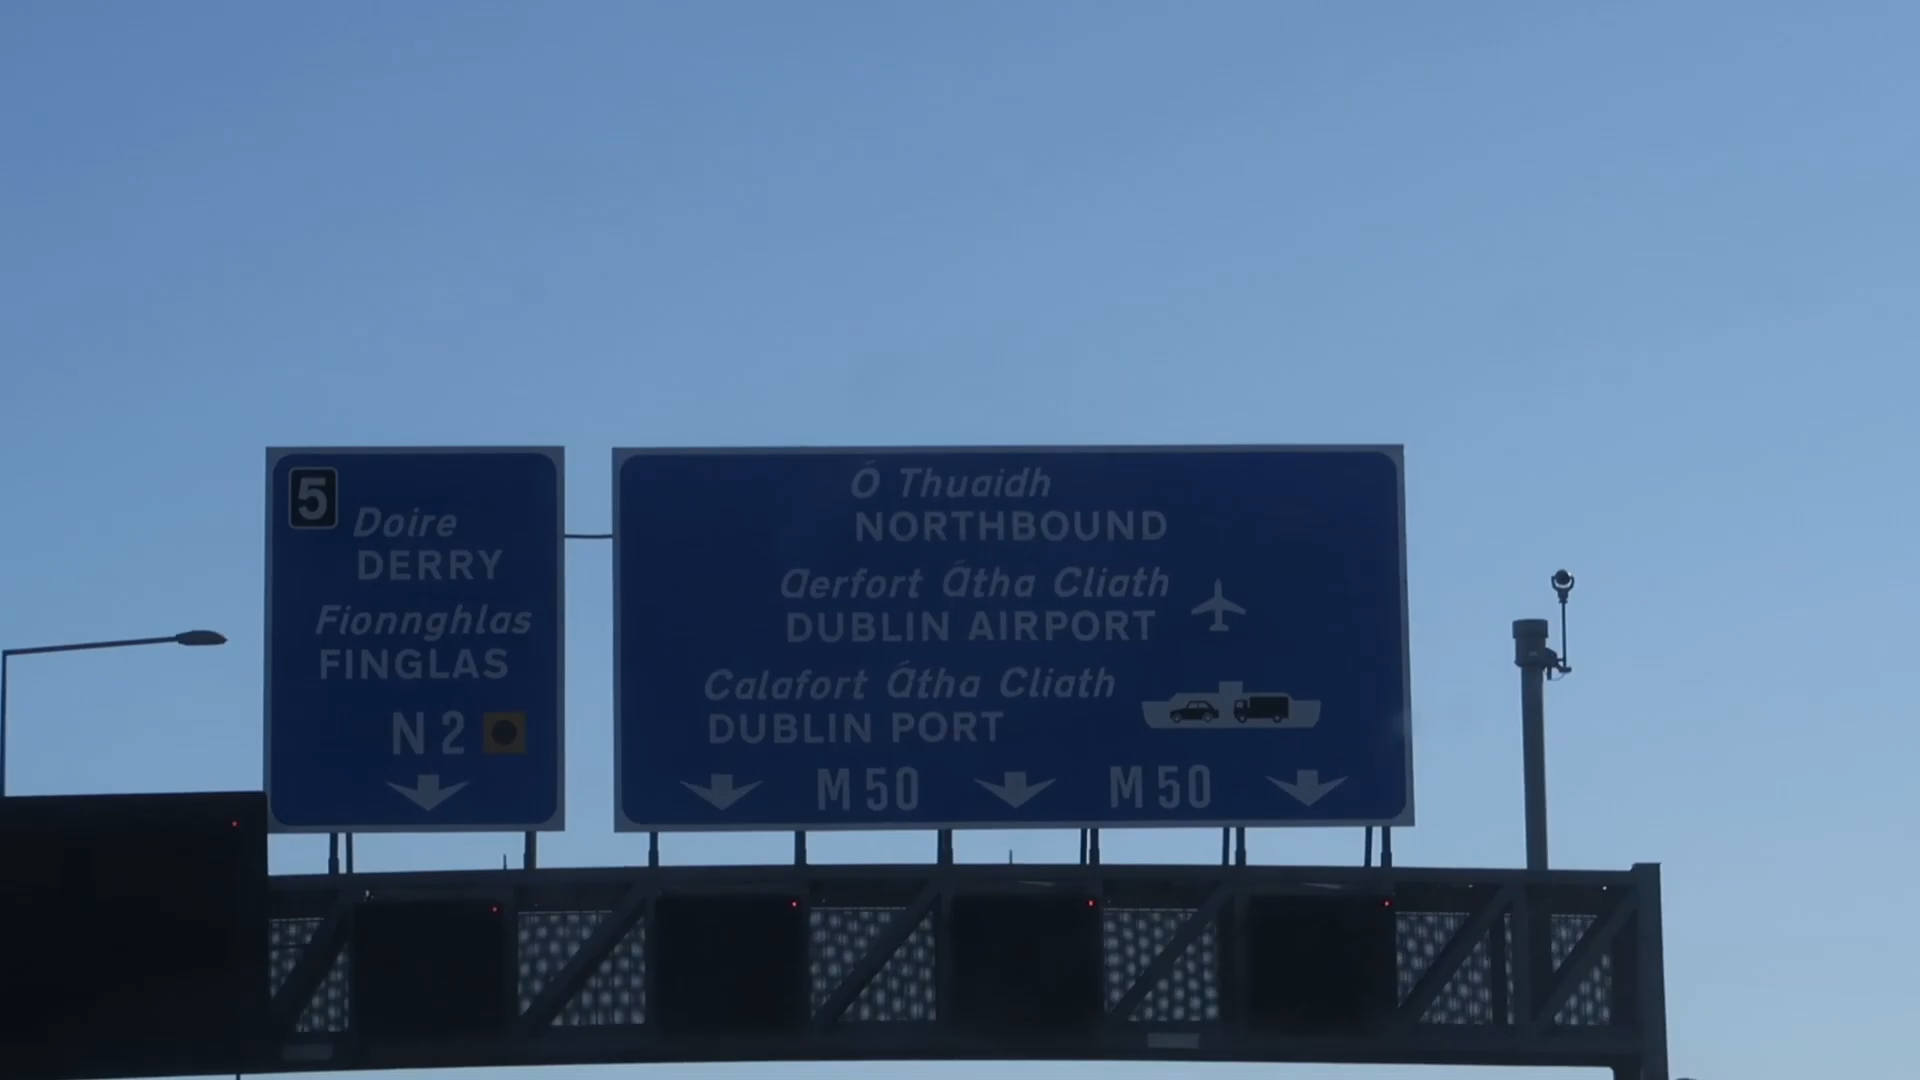 5
Doire
DERRY
Fionnghlas
FINGLAS
N2
Ó Thuaidh
NORTHBOUND
Aerfort Átha Cliath
DUBLIN AIRPORT
Calafort Átha Cliath
DUBLIN PORT
M50 M50